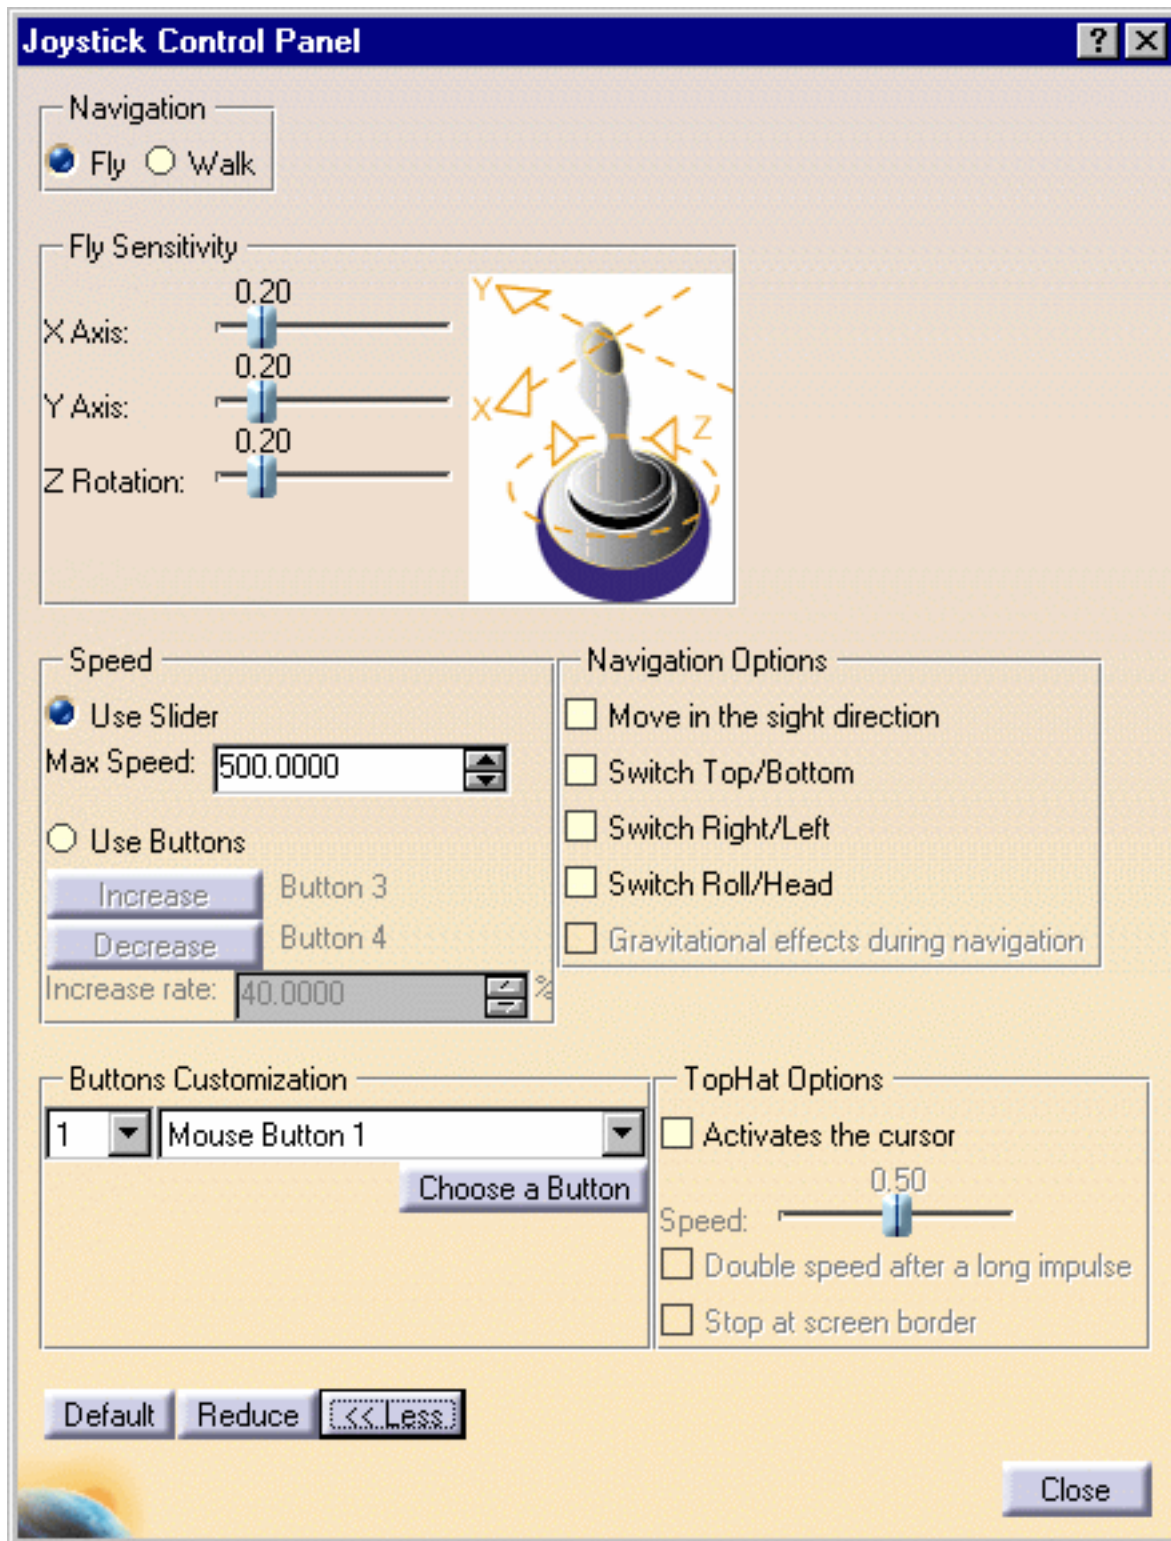 Joystick Control Panel
Navigation
Fly Walk
Fly Sensitivity
0.20
X Axis:
0.20
Y Axis:
0.20
Z Rotation:
Y
X
Z
Speed
Use Slider
Max Speed: 500.0000
Use Buttons
Increase Button 3
Decrease Button 4
Increase rate: 40.0000 %
Navigation Options
Move in the sight direction
Switch Top/Bottom
Switch Right/Left
Switch Roll/Head
Gravitational effects during navigation
Buttons Customization
1 Mouse Button 1
Choose a Button
TopHat Options
Activates the cursor
0.50
Speed:
Double speed after a long impulse
Stop at screen border
Default Reduce << Less
Close